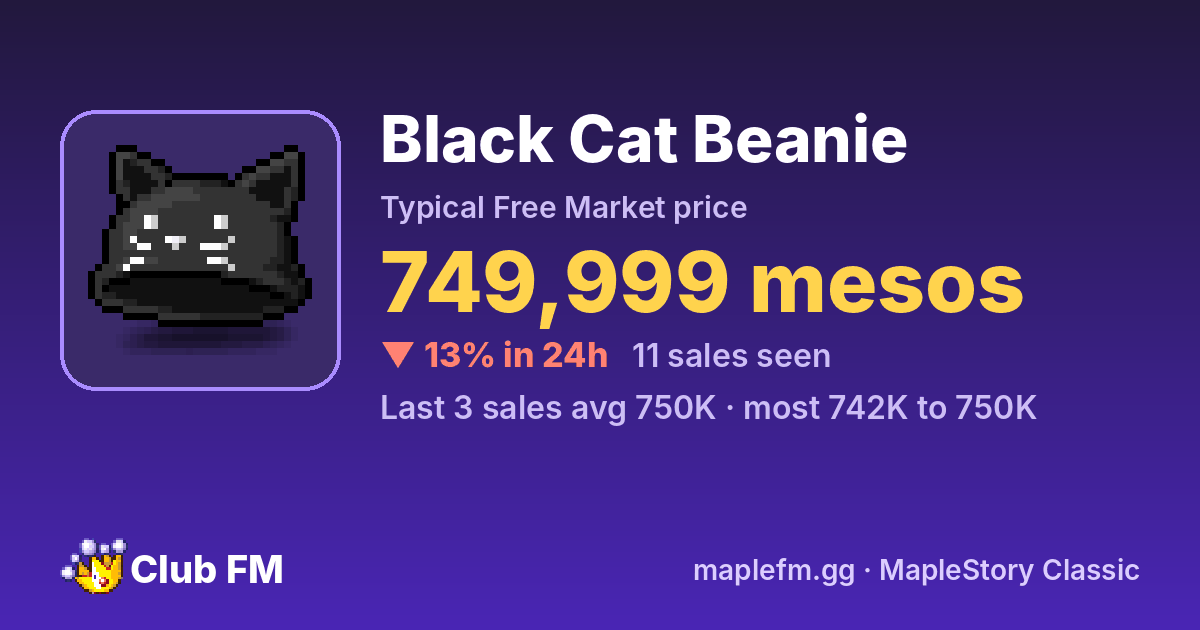 Black Cat Beanie
Typical Free Market price
749,999 mesos
▼ 13% in 24h 11 sales seen
Last 3 sales avg 750K · most 742K to 750K
Club FM
maplefm.gg · MapleStory Classic